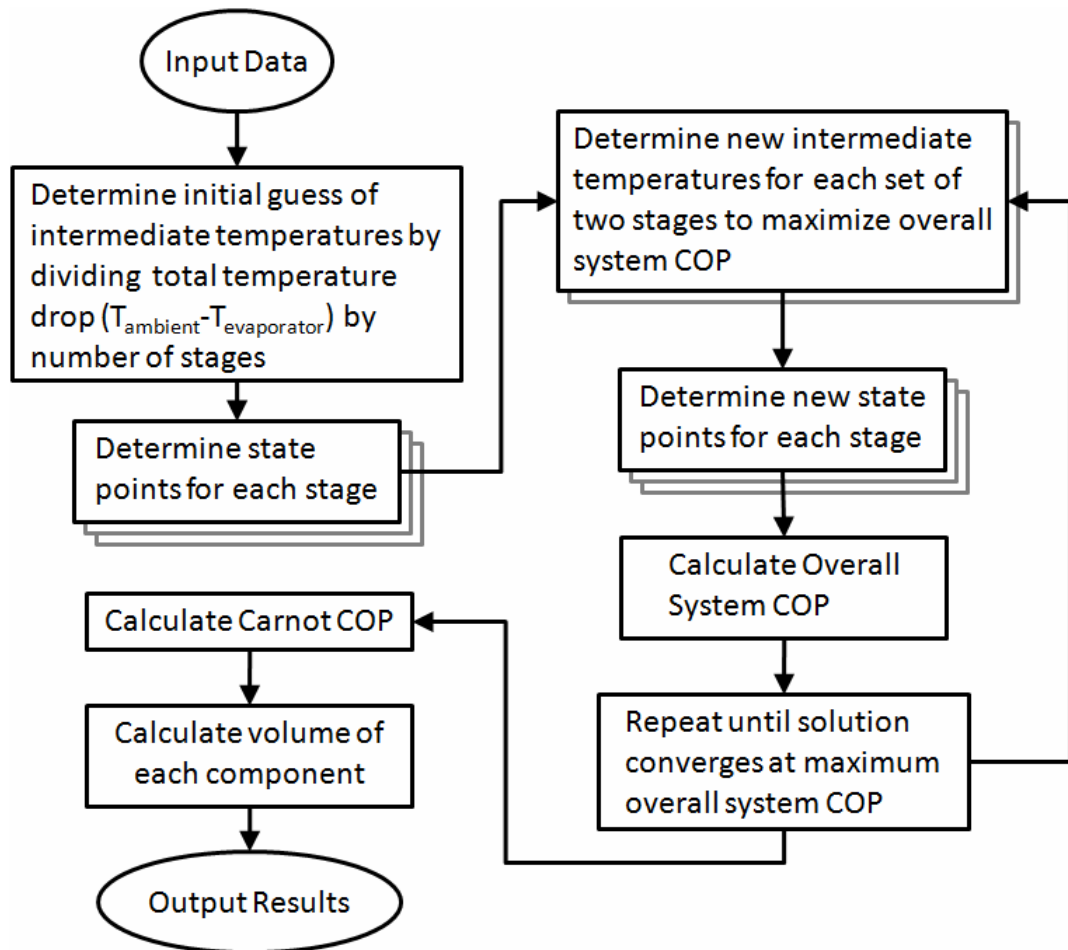 Input Data
Determine initial guess of
intermediate temperatures by
dividing total temperature
drop (Tambient-Tevaporator) by
number of stages
Determine state
points for each stage
Determine new intermediate
temperatures for each set of
two stages to maximize overall
system COP
Determine new state
points for each stage
Calculate Overall
System COP
Repeat until solution
converges at maximum
overall system COP
Calculate Carnot COP
Calculate volume of
each component
Output Results